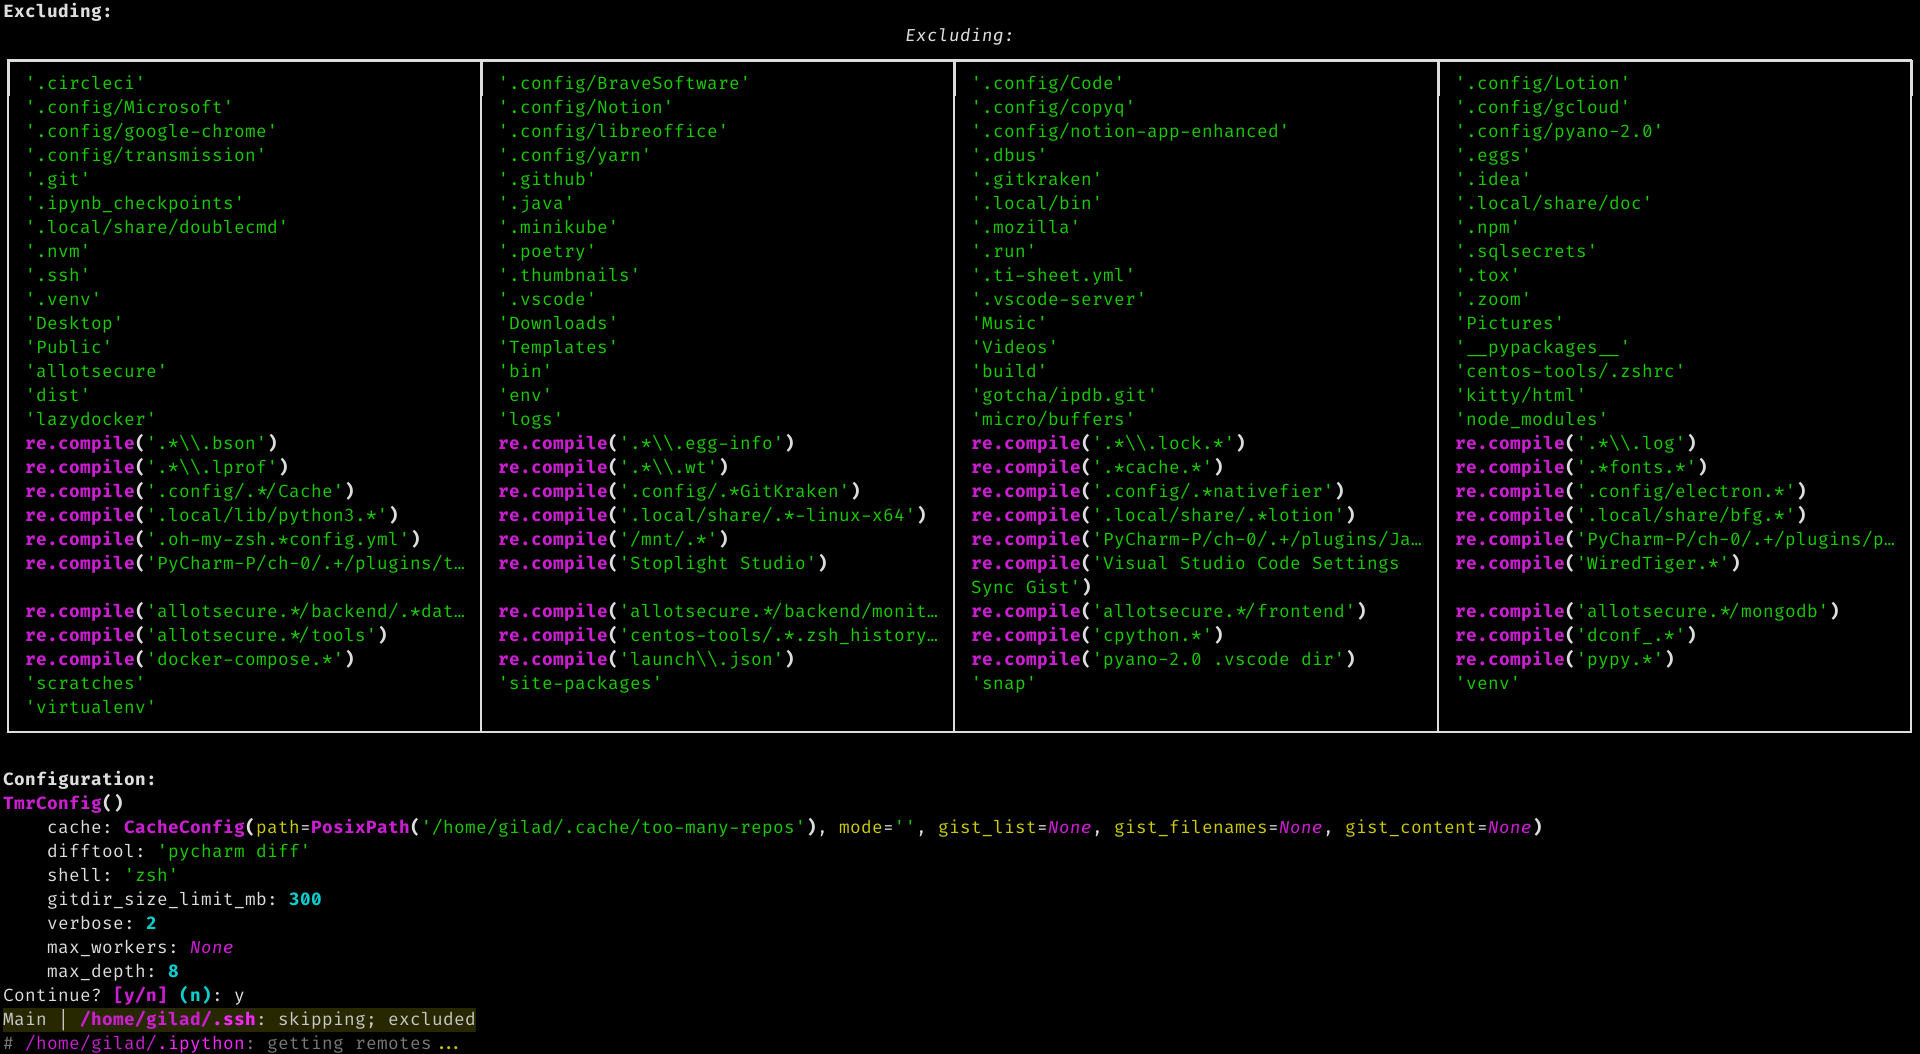 Excluding:
Excluding:
'.circleci' '.config/BraveSoftware' '.config/Code' '.config/Lotion'
'.config/Microsoft' '.config/Notion' '.config/copyq' '.config/gcloud'
'.config/google-chrome' '.config/libreoffice' '.config/notion-app-enhanced' '.config/pyano-2.0'
'.config/transmission' '.config/yarn' '.dbus' '.eggs'
'.git' '.github' '.gitkraken' '.idea'
'.ipynb_checkpoints' '.java' '.local/bin' '.local/share/doc'
'.local/share/doublecmd' '.minikube' '.mozilla' '.npm'
'.nvm' '.poetry' '.run' '.sqlsecrets'
'.ssh' '.thumbnails' '.ti-sheet.yml' '.tox'
'.venv' '.vscode' '.vscode-server' '.zoom'
'Desktop' 'Downloads' 'Music' 'Pictures'
'Public' 'Templates' 'Videos' '__pypackages__'
'allotsecure' 'bin' 'build' 'centos-tools/.zshrc'
'dist' 'env' 'gotcha/ipdb.git' 'kitty/html'
'lazydocker' 'logs' 'micro/buffers' 'node_modules'
re.compile('.*\\.bson') re.compile('.*\\.egg-info') re.compile('.*\\.lock.*') re.compile('.*\\.log')
re.compile('.*\\.lprof') re.compile('.*\\.wt') re.compile('.*cache.*') re.compile('.*fonts.*')
re.compile('.config/.*/Cache') re.compile('.config/.*GitKraken') re.compile('.config/.*nativefier') re.compile('.config/electron.*')
re.compile('.local/lib/python3.*') re.compile('.local/share/.*-linux-x64') re.compile('.local/share/.*lotion') re.compile('.local/share/bfg.*')
re.compile('.oh-my-zsh.*config.yml') re.compile('/mnt/.*') re.compile('PyCharm-P/ch-0/.+/plugins/Ja… re.compile('PyCharm-P/ch-0/.+/plugins/p…
re.compile('PyCharm-P/ch-0/.+/plugins/t… re.compile('Stoplight Studio') re.compile('Visual Studio Code Settings re.compile('WiredTiger.*')
Sync Gist')
re.compile('allotsecure.*/backend/.*dat… re.compile('allotsecure.*/backend/monit… re.compile('allotsecure.*/frontend') re.compile('allotsecure.*/mongodb')
re.compile('allotsecure.*/tools') re.compile('centos-tools/.*.zsh_history… re.compile('cpython.*') re.compile('dconf_.*')
re.compile('docker-compose.*') re.compile('launch\\.json') re.compile('pyano-2.0 .vscode dir') re.compile('pypy.*')
'scratches' 'site-packages' 'snap' 'venv'
'virtualenv'
Configuration:
TmrConfig()
cache: CacheConfig(path=PosixPath('/home/gilad/.cache/too-many-repos'), mode='', gist_list=None, gist_filenames=None, gist_content=None)
difftool: 'pycharm diff'
shell: 'zsh'
gitdir_size_limit_mb: 300
verbose: 2
max_workers: None
max_depth: 8
Continue? [y/n] (n): y
Main | /home/gilad/.ssh: skipping; excluded
# /home/gilad/.ipython: getting remotes...